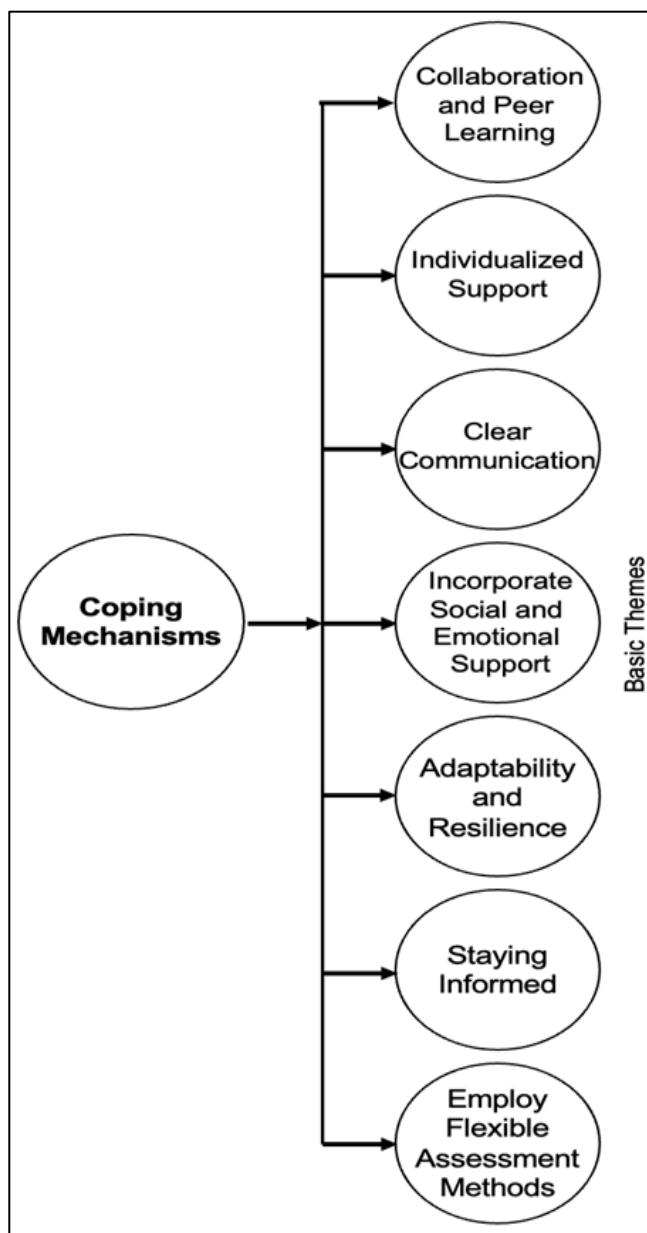 Collaboration
and Peer
Learning
Individualized
Support
Clear
Communication
Coping
Mechanisms
Incorporate
Social and
Emotional
Support
Basic Themes
Adaptability
and
Resilience
Staying
Informed
Employ
Flexible
Assessment
Methods